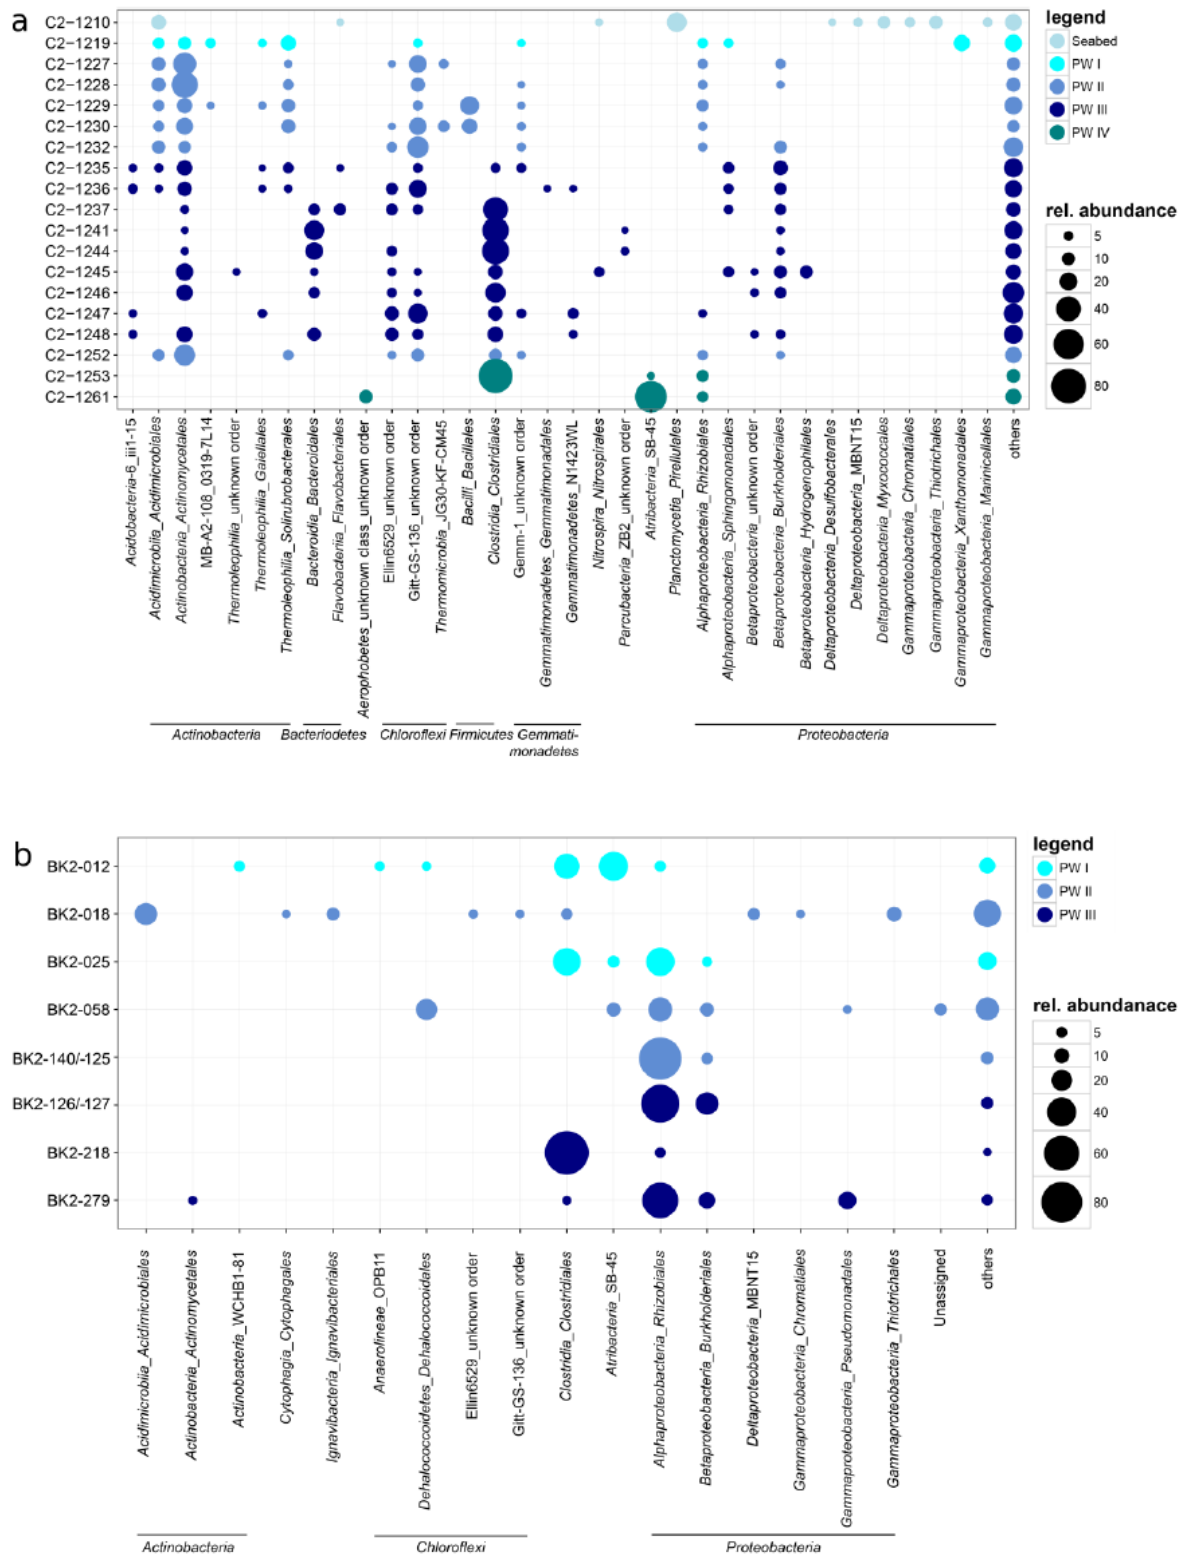 a
legend
Seabed
PW I
PW II
PW III
PW IV
rel. abundance
5
10
20
40
60
80
C2-1210
C2-1219
C2-1227
C2-1228
C2-1229
C2-1230
C2-1232
C2-1235
C2-1236
C2-1237
C2-1241
C2-1244
C2-1245
C2-1246
C2-1247
C2-1248
C2-1252
C2-1253
C2-1261
Acidobacteria-6_iii1-15
Acidimicrobiia_Acidimicrobiales
Actinobacteria_Actinomycetales
MB-A2-108_0319-7L14
Thermoleophilia_unknown order
Thermoleophilia_Gaiellales
Thermoleophilia_Solirubrobacterales
Bacteroidia_Bacteroidales
Flavobacteriia_Flavobacteriales
Aerophobetes_unknown class_unknown order
Ellin6529_unknown order
Gitt-GS-136_unknown order
Thermomicrobia_JG30-KF-CM45
Bacilli_Bacillales
Clostridia_Clostridiales
Gemm-1_unknown order
Gemmatimonadetes_Gemmatimonadales
Gemmatimonadetes_N1423WL
Nitrospira_Nitrospirales
Parcubacteria_ZB2_unknown order
Atribacteria_SB-45
Planctomycetia_Pirellulales
Alphaproteobacteria_Rhizobiales
Alphaproteobacteria_Sphingomonadales
Betaproteobacteria_unknown order
Betaproteobacteria_Burkholderiales
Betaproteobacteria_Hydrogenophilales
Deltaproteobacteria_Desulfobacterales
Deltaproteobacteria_MBNT15
Deltaproteobacteria_Myxococcales
Gammaproteobacteria_Chromatiales
Gammaproteobacteria_Thiotrichales
Gammaproteobacteria_Xanthomonadales
Gammaproteobacteria_Marinicellales
others
Actinobacteria
Bacteriodetes
Chloroflexi
Firmicutes
Gemmati-
monadetes
Proteobacteria
b
legend
PW I
PW II
PW III
rel. abundanace
5
10
20
40
60
80
BK2-012
BK2-018
BK2-025
BK2-058
BK2-140/-125
BK2-126/-127
BK2-218
BK2-279
Acidimicrobiia_Acidimicrobiales
Actinobacteria_Actinomycetales
Actinobacteria_WCHB1-81
Cytophagia_Cytophagales
Ignavibacteria_Ignavibacteriales
Anaerolineae_OPB11
Dehalococcoidetes_Dehalococcoidales
Ellin6529_unknown order
Gitt-GS-136_unknown order
Clostridia_Clostridiales
Atribacteria_SB-45
Alphaproteobacteria_Rhizobiales
Betaproteobacteria_Burkholderiales
Deltaproteobacteria_MBNT15
Gammaproteobacteria_Chromatiales
Gammaproteobacteria_Pseudomonadales
Gammaproteobacteria_Thiotrichales
Unassigned
others
Actinobacteria
Chloroflexi
Proteobacteria